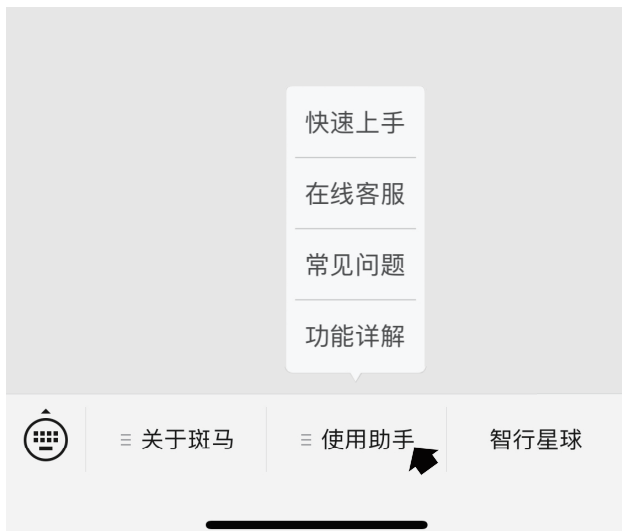 快速上手
在线客服
常见问题
功能详解
关于斑马
使用助手
智行星球